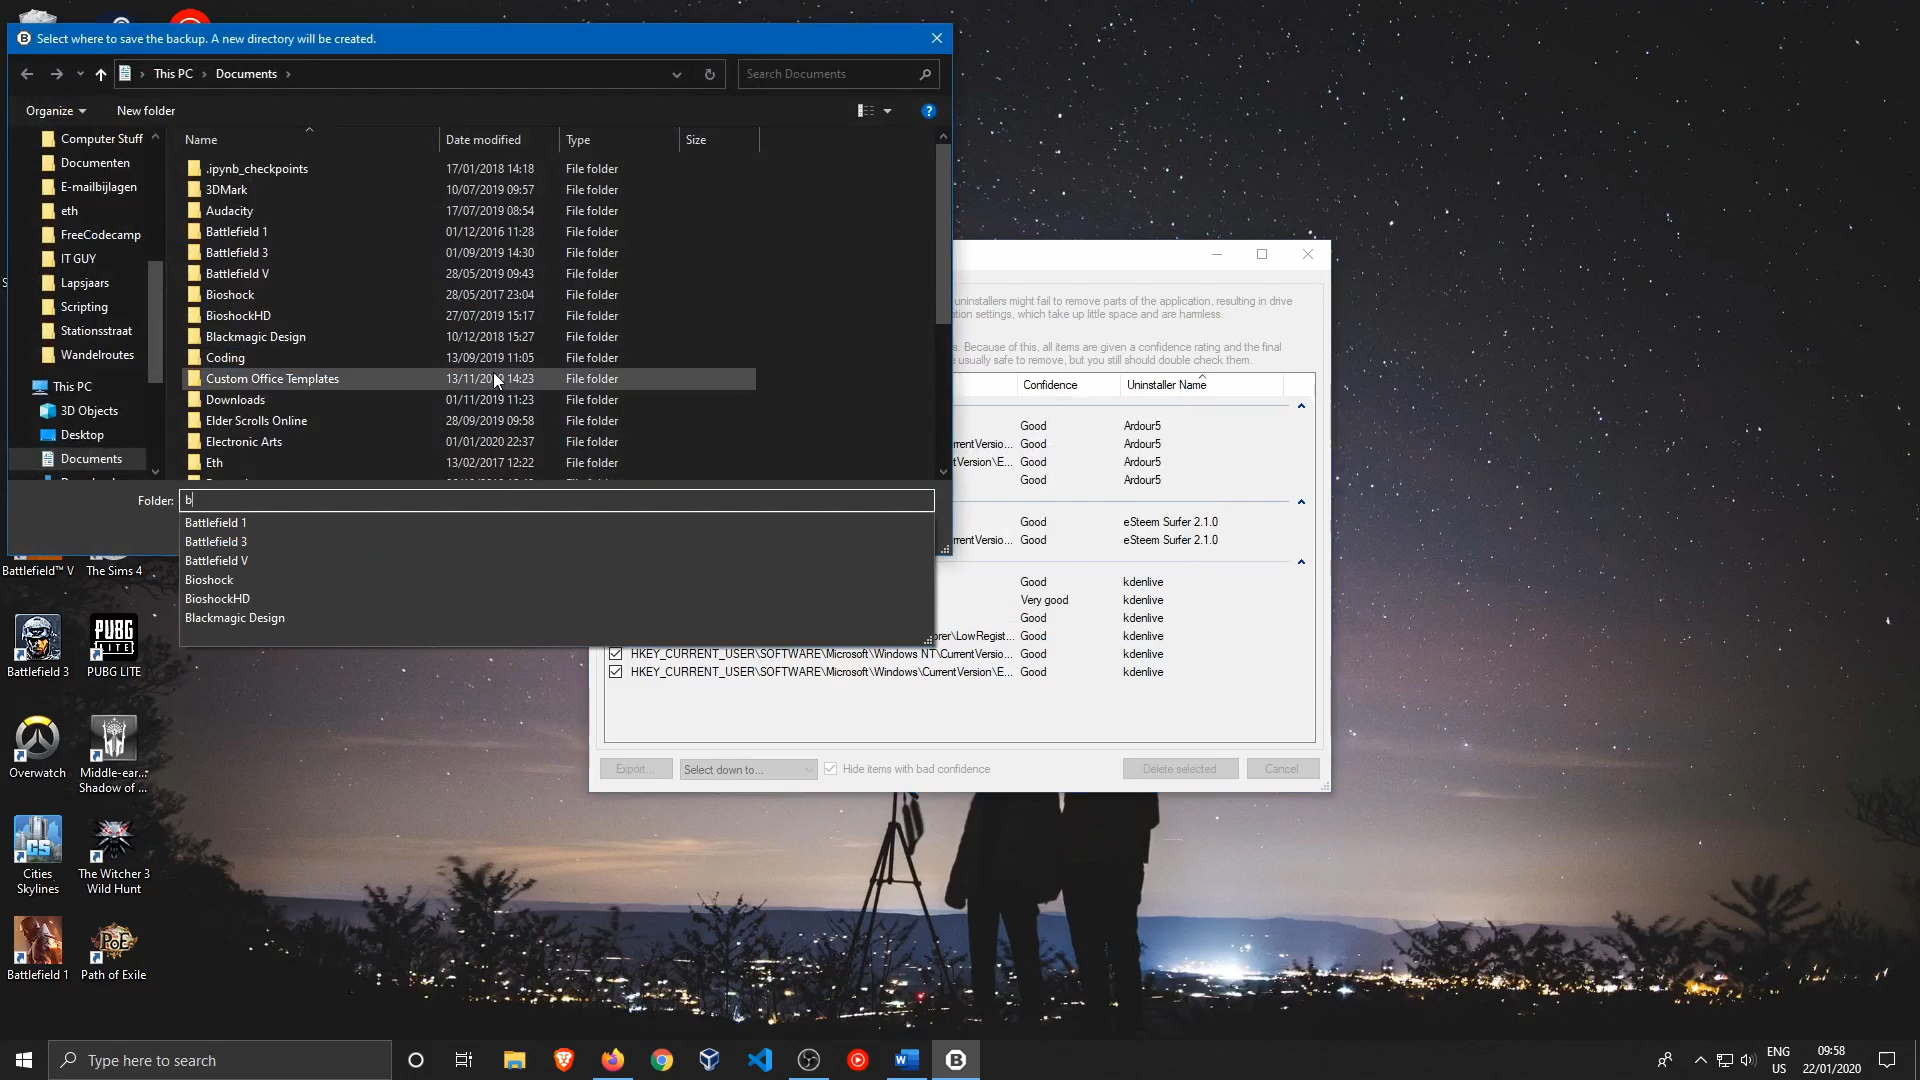 Select where to save the backup. A new directory will be created.
This PC > Documents >
Search Documents
Organize
New folder
Computer Stuff
Documenten
E-mailbijlagen
eth
FreeCodecamp
IT GUY
Lapsjaars
Scripting
Stationsstraat
Wandelroutes
This PC
3D Objects
Desktop
Documents
Name Date modified Type Size
.ipynb_checkpoints 17/01/2018 14:18 File folder
3DMark 10/07/2019 09:57 File folder
Audacity 17/07/2019 08:54 File folder
Battlefield 1 01/12/2016 11:28 File folder
Battlefield 3 01/09/2019 14:30 File folder
Battlefield V 28/05/2019 09:43 File folder
Bioshock 28/05/2017 23:04 File folder
BioshockHD 27/07/2019 15:17 File folder
Blackmagic Design 10/12/2018 15:27 File folder
Coding 13/09/2019 11:05 File folder
Custom Office Templates 14:23 File folder
Downloads 01/11/2019 11:23 File folder
Elder Scrolls Online 28/09/2019 09:58 File folder
Electronic Arts 01/01/2020 22:37 File folder
Eth 13/02/2017 12:22 File folder
Folder: b
Battlefield 1
Battlefield 3
Battlefield V
Bioshock
BioshockHD
Blackmagic Design
uninstallers might fail to remove parts of the application, resulting in drive
tion settings, which take up little space and are harmless.
s. Because of this, all items are given a confidence rating and the final
e usually safe to remove, but you still should double check them.
Confidence Uninstaller Name
Good Ardour5
rrentVersio... Good Ardour5
tVersion\E... Good Ardour5
Good Ardour5
Good eSteem Surfer 2.1.0
rrentVersio... Good eSteem Surfer 2.1.0
Good kdenlive
Very good kdenlive
Good kdenlive
orer\LowRegist... Good kdenlive
HKEY_CURRENT_USER\SOFTWARE\Microsoft\Windows NT\CurrentVersio... Good kdenlive
HKEY_CURRENT_USER\SOFTWARE\Microsoft\Windows\CurrentVersion\E... Good kdenlive
Export...
Select down to...
Hide items with bad confidence
Delete selected
Cancel
Battlefield™ V
The Sims 4
Battlefield 3
PUBG LITE
PUBG LITE
Overwatch
Middle-ear...
Shadow of ...
CS
Cities
Skylines
The Witcher 3
Wild Hunt
PoE
Battlefield 1
Path of Exile
Type here to search
ENG
US
09:58
22/01/2020